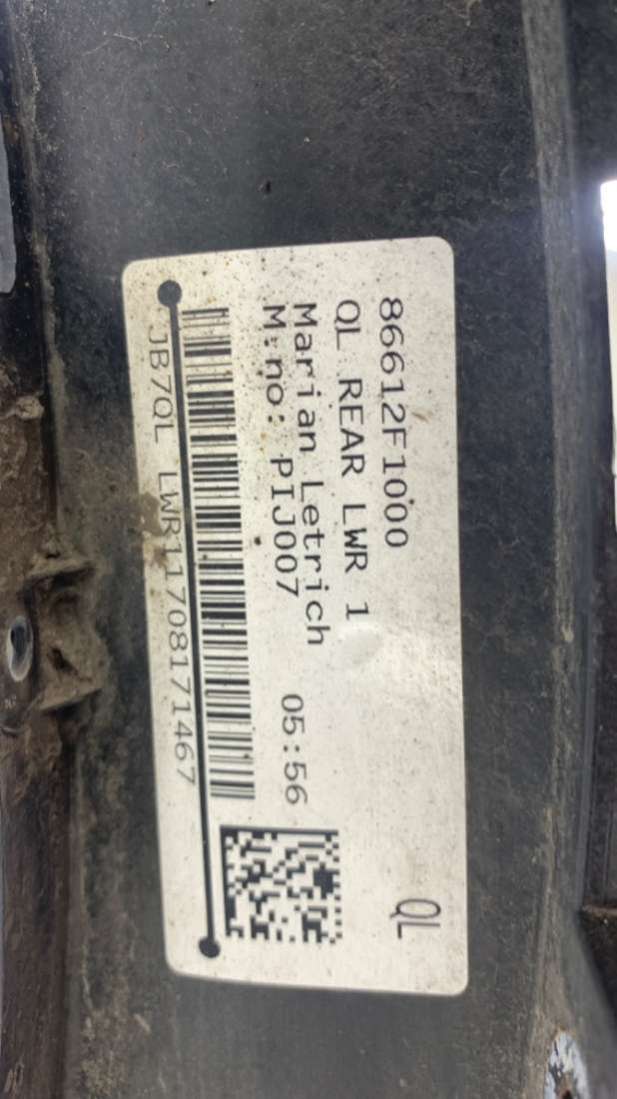 86612F1000
QL REAR LWR 1
Marian Letrich
M.no: PIJ007 05:56
JB7QL LWR11708171467
QL